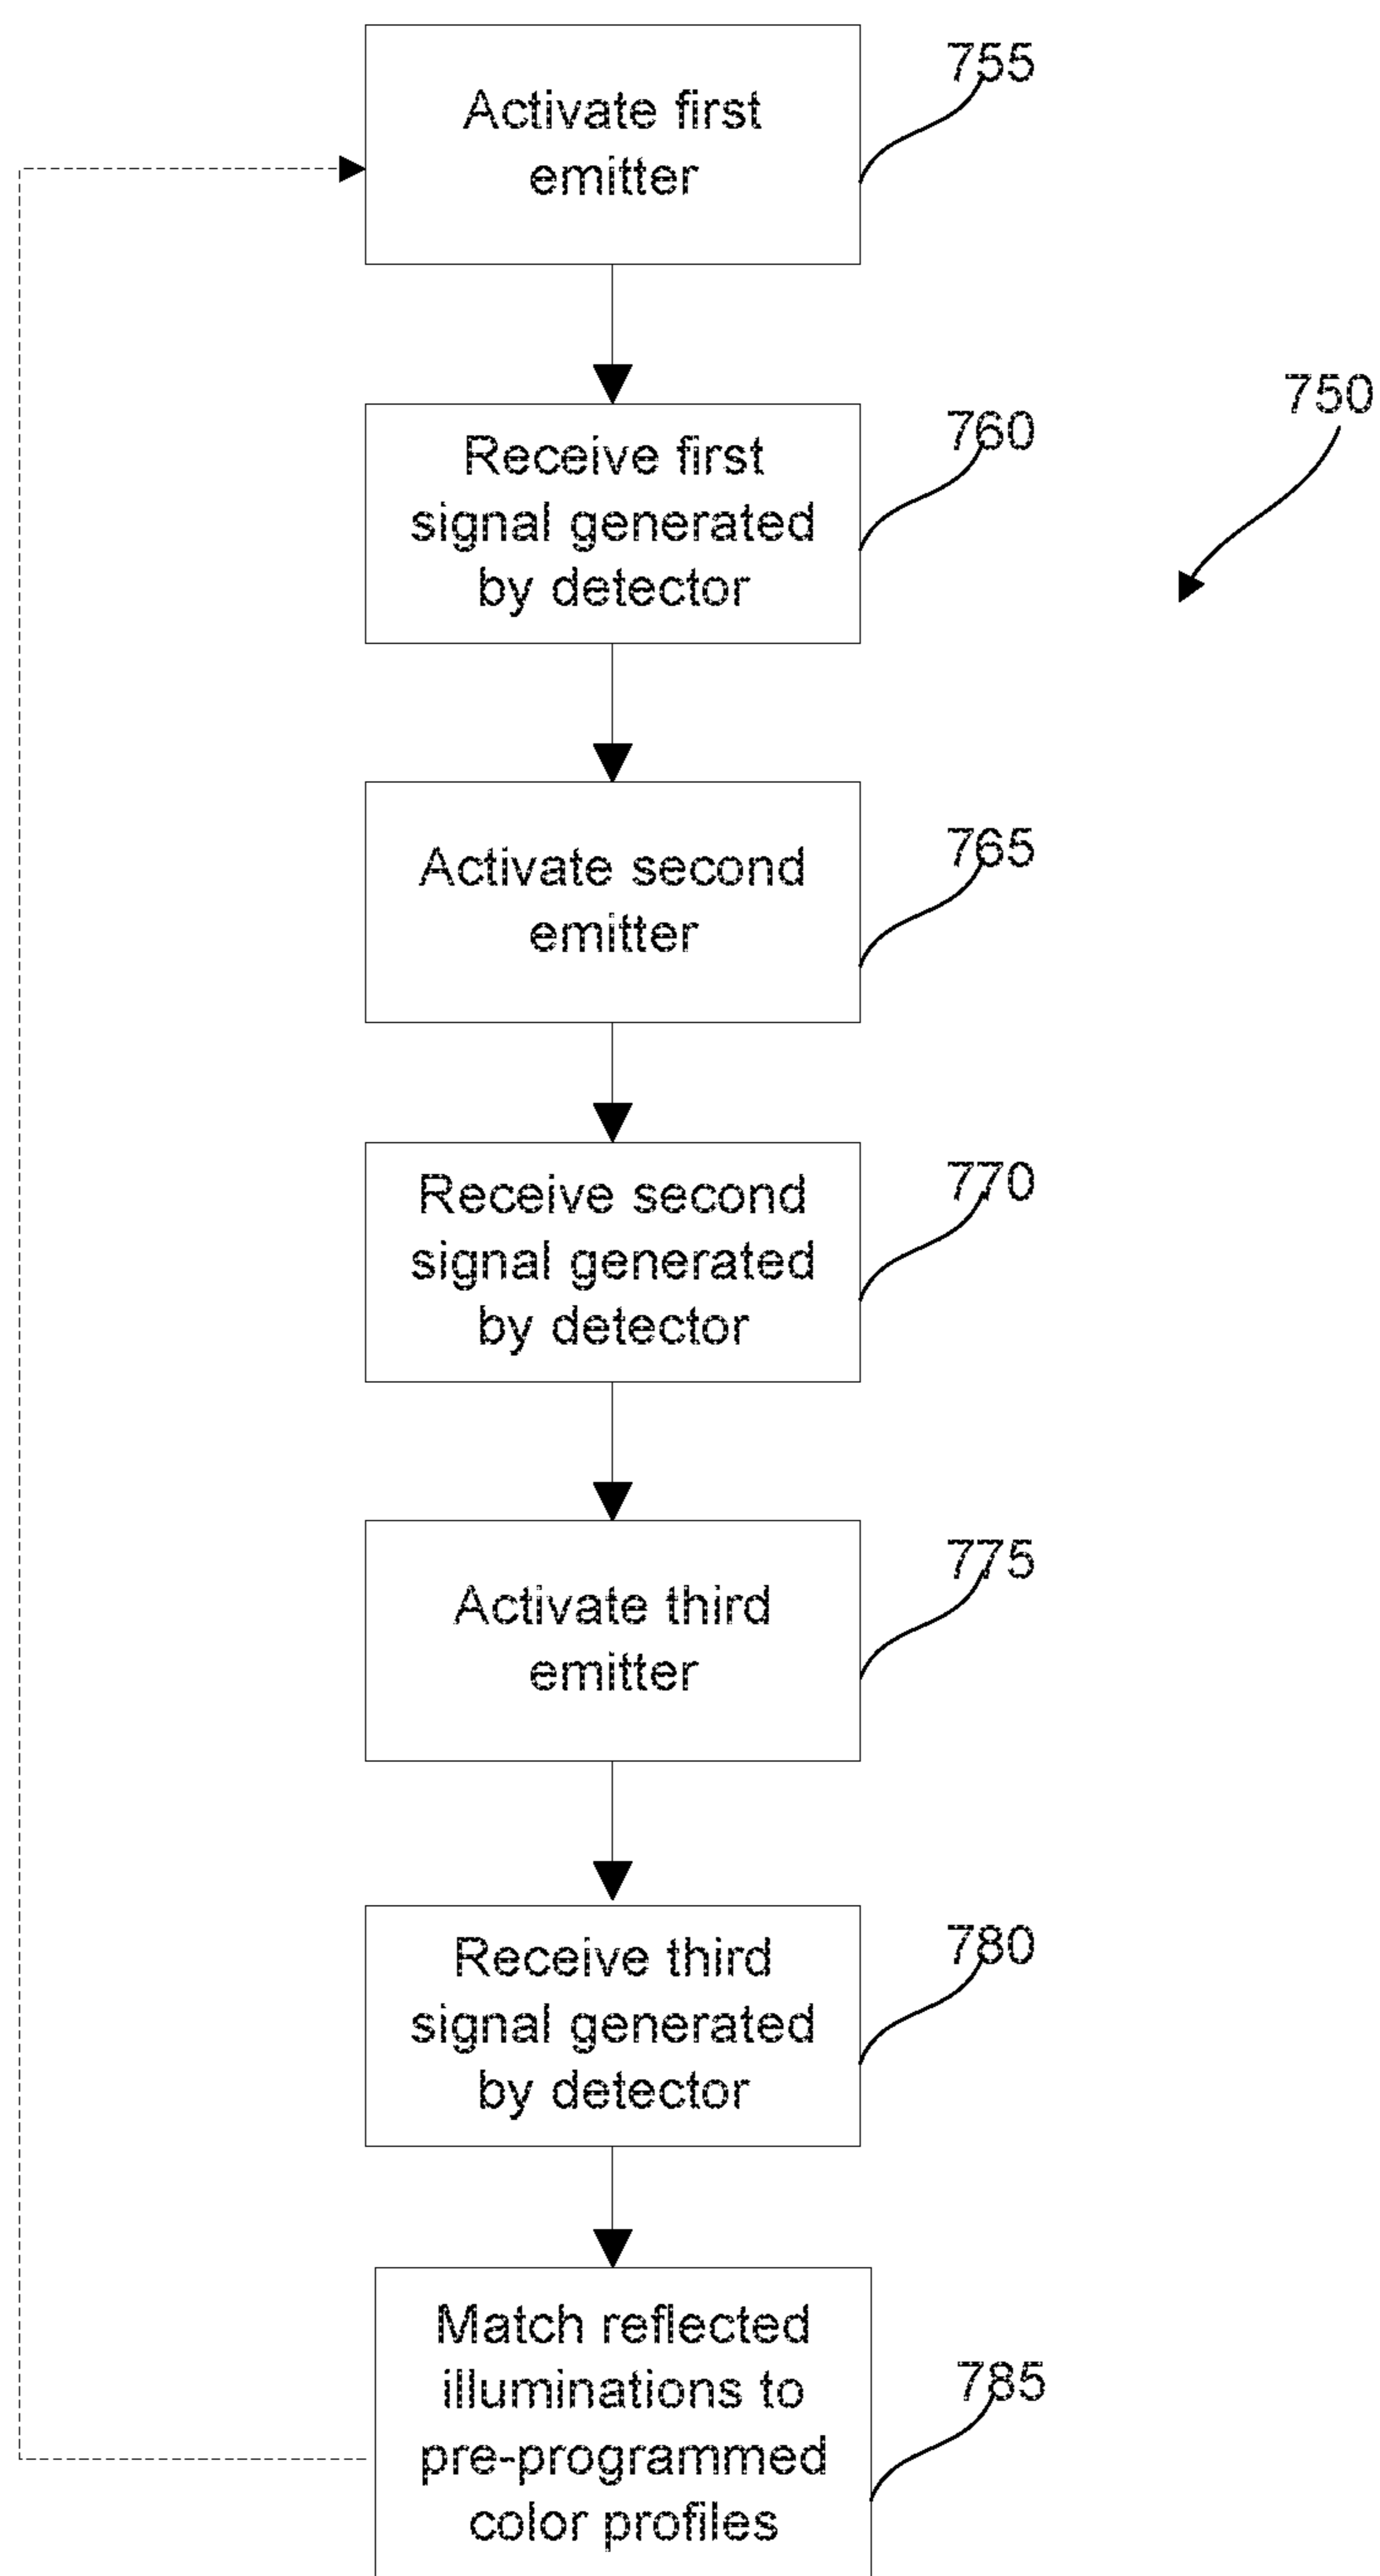 Activate first
emitter
755
Receive first
signal generated
by detector
760
750
Activate second
emitter
765
Receive second
signal generated
by detector
770
Activate third
emitter
775
Receive third
signal generated
by detector
780
Match reflected
illuminations to
pre-programmed
color profiles
785